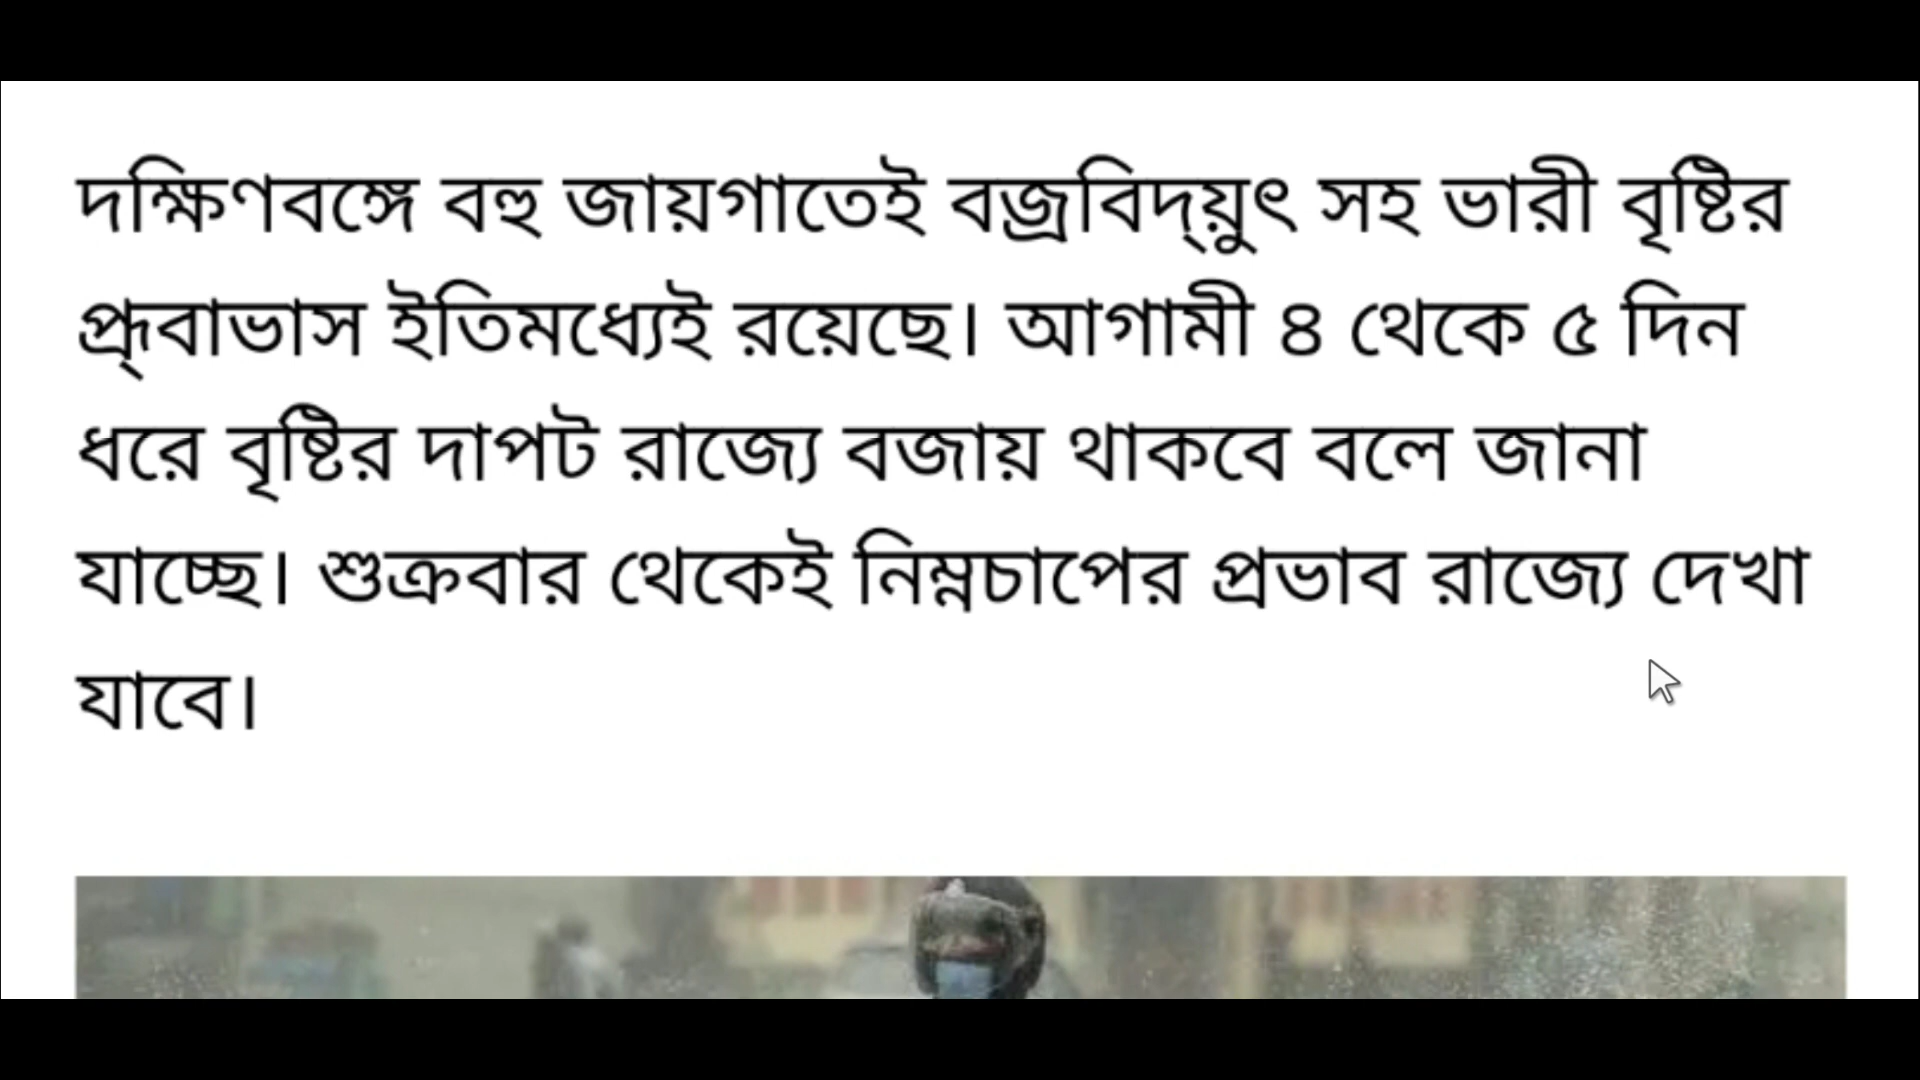 দক্ষিণবঙ্গে বহু জায়গাতেই বজ্রবিদ্য়ুৎ সহ ভারী বৃষ্টির
প্র্বাভাস ইতিমধ্যেই রয়েছে। আগামী ৪ থেকে ৫ দিন
ধরে বৃষ্টির দাপট রাজ্যে বজায় থাকবে বলে জানা
যাচ্ছে। শুক্রবার থেকেই নিম্নচাপের প্রভাব রাজ্যে দেখা
যাবে।